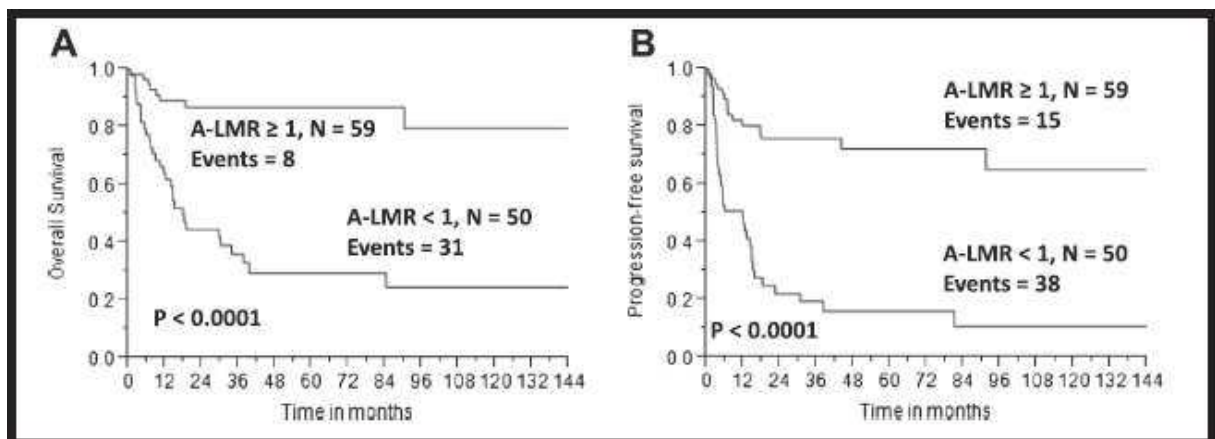 A
1.0
0.8
0.6
0.4
0.2
0.0
Overall Survival
A-LMR ≥ 1, N = 59
Events = 8
A-LMR < 1, N = 50
Events = 31
P < 0.0001
0 12 24 36 48 60 72 84 96 108 120 132 144
Time in months
B
1.0
0.8
0.6
0.4
0.2
0.0
Progression-free survival
A-LMR ≥ 1, N = 59
Events = 15
A-LMR < 1, N = 50
Events = 38
P < 0.0001
0 12 24 36 48 60 72 84 96 108 120 132 144
Time in months